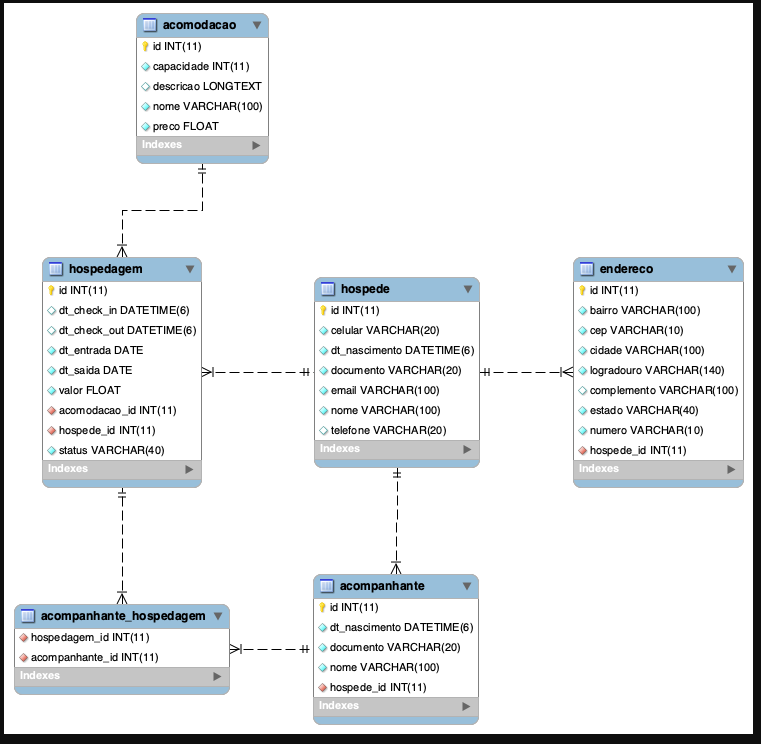 acomodacao
id INT(11)
capacidade INT(11)
descricao LONGTEXT
nome VARCHAR(100)
preco FLOAT
Indexes
hospedagem
id INT(11)
dt_check_in DATETIME(6)
dt_check_out DATETIME(6)
dt_entrada DATE
dt_saida DATE
valor FLOAT
acomodacao_id INT(11)
hospede_id INT(11)
status VARCHAR(40)
Indexes
hospede
id INT(11)
celular VARCHAR(20)
dt_nascimento DATETIME(6)
documento VARCHAR(20)
email VARCHAR(100)
nome VARCHAR(100)
telefone VARCHAR(20)
Indexes
endereco
id INT(11)
bairro VARCHAR(100)
cep VARCHAR(10)
cidade VARCHAR(100)
logradouro VARCHAR(140)
complemento VARCHAR(100)
estado VARCHAR(40)
numero VARCHAR(10)
hospede_id INT(11)
Indexes
acompanhante_hospedagem
hospedagem_id INT(11)
acompanhante_id INT(11)
Indexes
acompanhante
id INT(11)
dt_nascimento DATETIME(6)
documento VARCHAR(20)
nome VARCHAR(100)
hospede_id INT(11)
Indexes